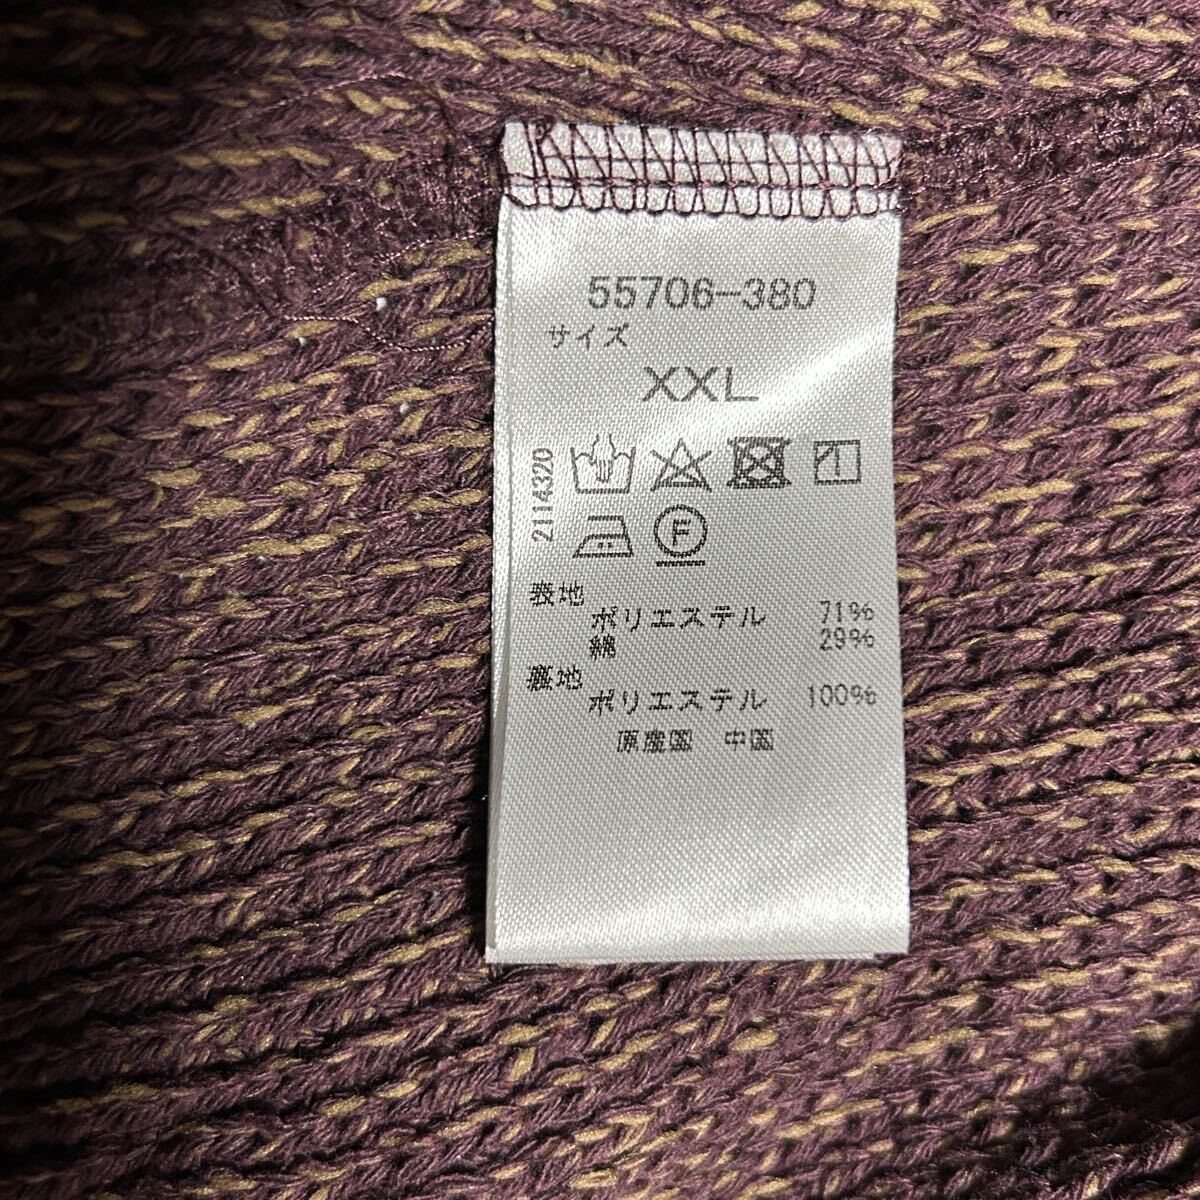 55706-380
サイズ
XXL
2114320
F
表地
ポリエステル 71%
綿 29%
裏地
ポリエステル 100%
原産国 中国